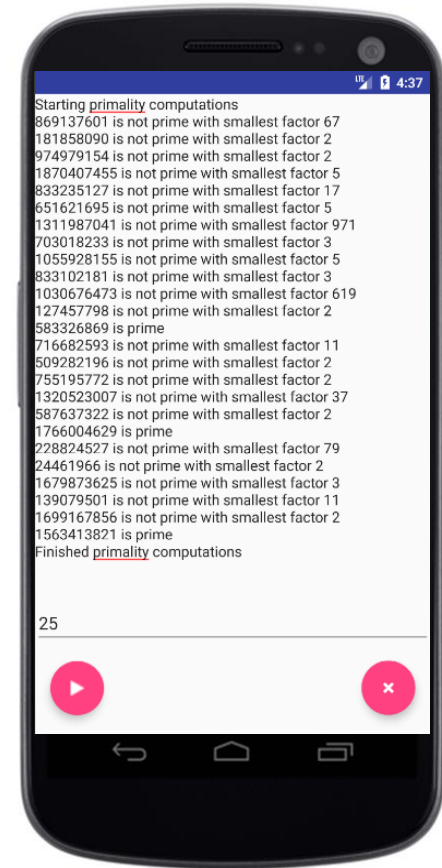 LTE 4:37
Starting primality computations
869137601 is not prime with smallest factor 67
181858090 is not prime with smallest factor 2
974979154 is not prime with smallest factor 2
1870407455 is not prime with smallest factor 5
833235127 is not prime with smallest factor 17
651621695 is not prime with smallest factor 5
1311987041 is not prime with smallest factor 971
703018233 is not prime with smallest factor 3
1055928155 is not prime with smallest factor 5
833102181 is not prime with smallest factor 3
1030676473 is not prime with smallest factor 619
127457798 is not prime with smallest factor 2
583326869 is prime
716682593 is not prime with smallest factor 11
509282196 is not prime with smallest factor 2
755195772 is not prime with smallest factor 2
1320523007 is not prime with smallest factor 37
587637322 is not prime with smallest factor 2
1766004629 is prime
228824527 is not prime with smallest factor 79
24461966 is not prime with smallest factor 2
1679873625 is not prime with smallest factor 3
139079501 is not prime with smallest factor 11
1699167856 is not prime with smallest factor 2
1563413821 is prime
Finished primality computations
25